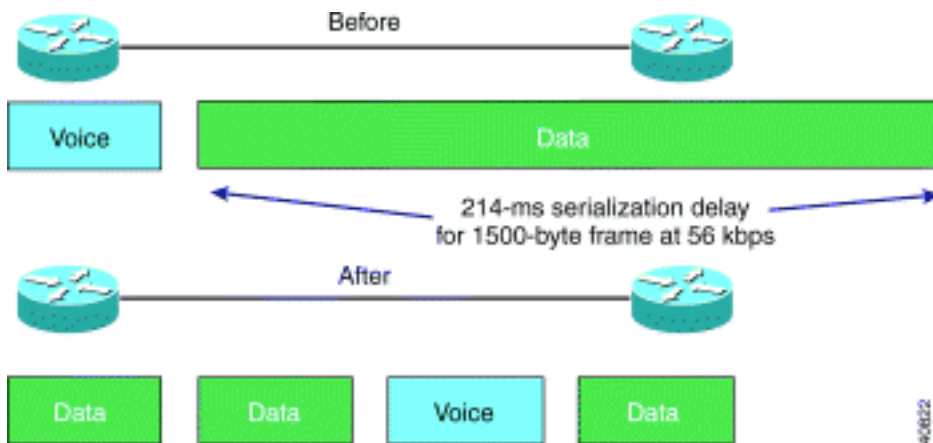 Before
Voice
Data
214-ms serialization delay
for 1500-byte frame at 56 kbps
After
Data
Data
Voice
Data